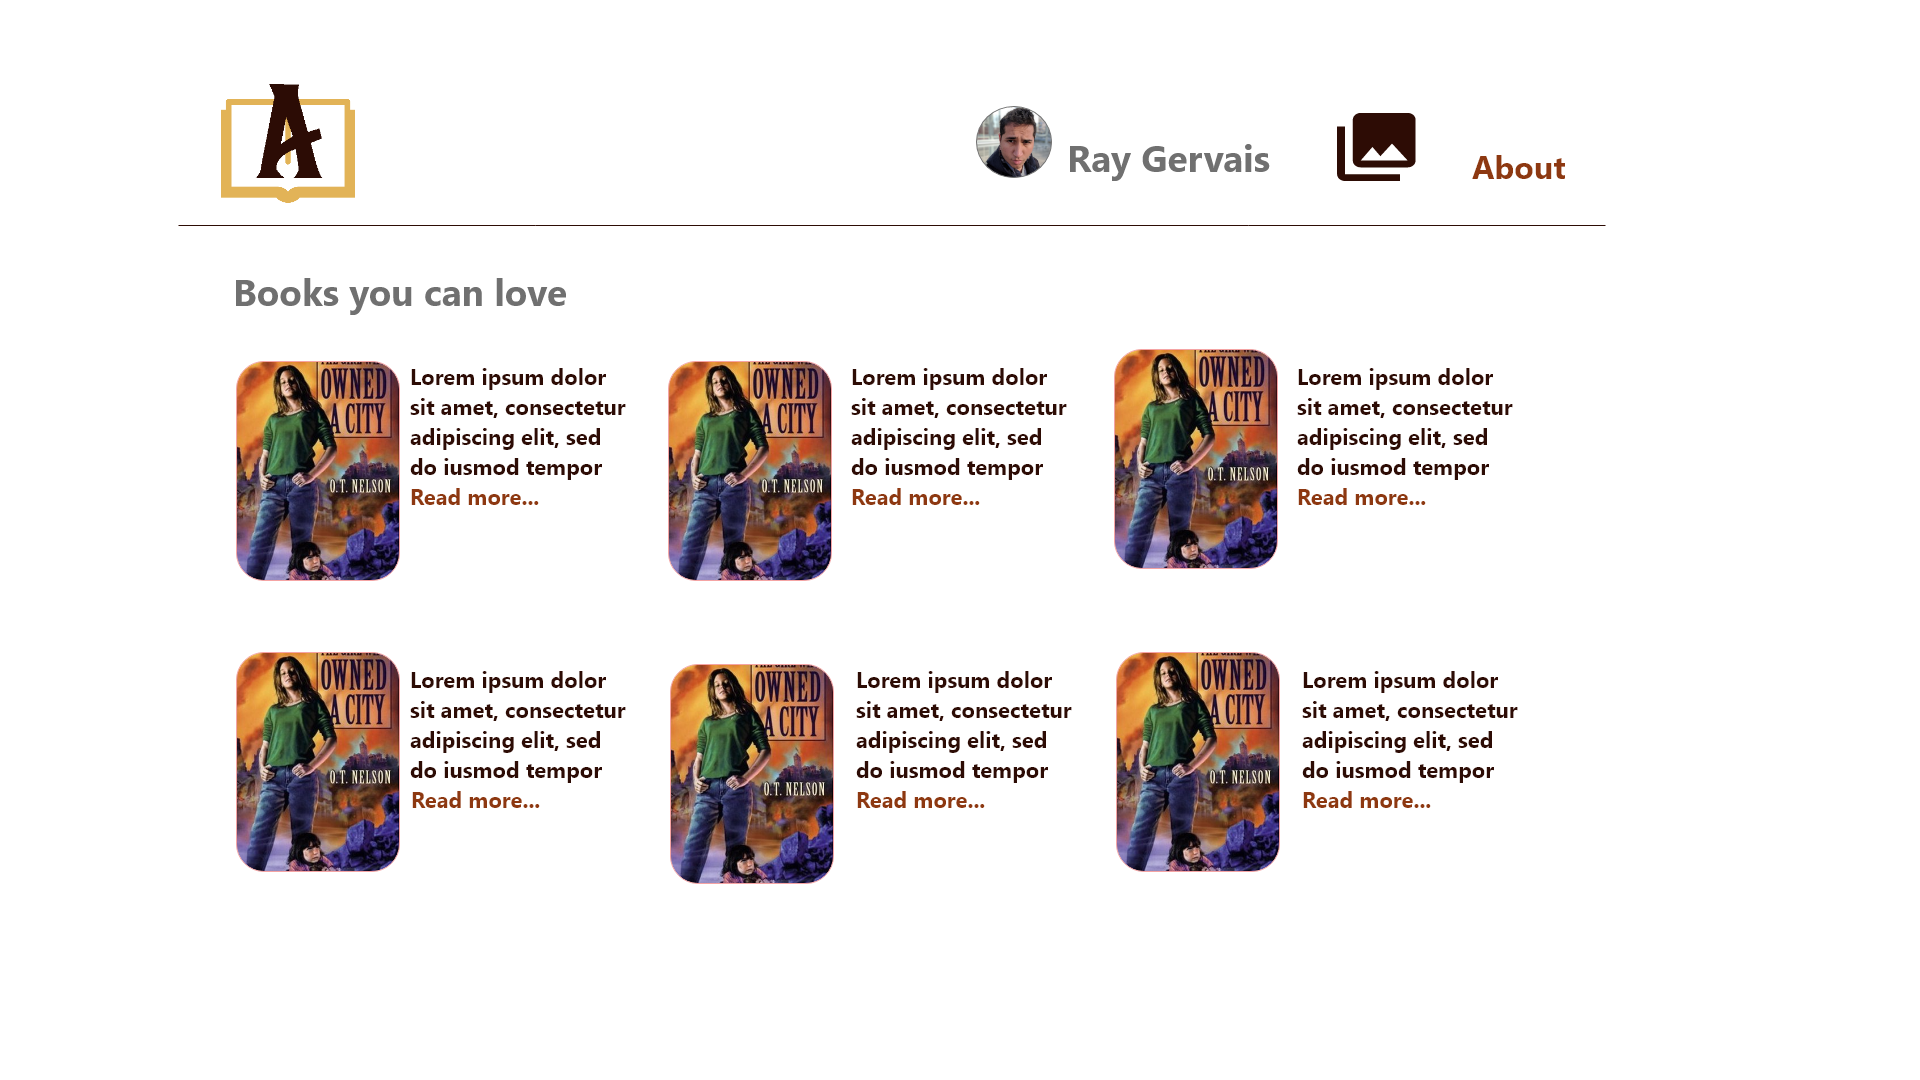 A
Ray Gervais
About
Books you can love
OWNED
A CITY
O.T. NELSON
Lorem ipsum dolor
sit amet, consectetur
adipiscing elit, sed
do iusmod tempor
Read more...
OWNED
A CITY
O.T. NELSON
Lorem ipsum dolor
sit amet, consectetur
adipiscing elit, sed
do iusmod tempor
Read more...
OWNED
A CITY
O.T. NELSON
Lorem ipsum dolor
sit amet, consectetur
adipiscing elit, sed
do iusmod tempor
Read more...
OWNED
A CITY
O.T. NELSON
Lorem ipsum dolor
sit amet, consectetur
adipiscing elit, sed
do iusmod tempor
Read more...
OWNED
A CITY
O.T. NELSON
Lorem ipsum dolor
sit amet, consectetur
adipiscing elit, sed
do iusmod tempor
Read more...
OWNED
A CITY
O.T. NELSON
Lorem ipsum dolor
sit amet, consectetur
adipiscing elit, sed
do iusmod tempor
Read more...